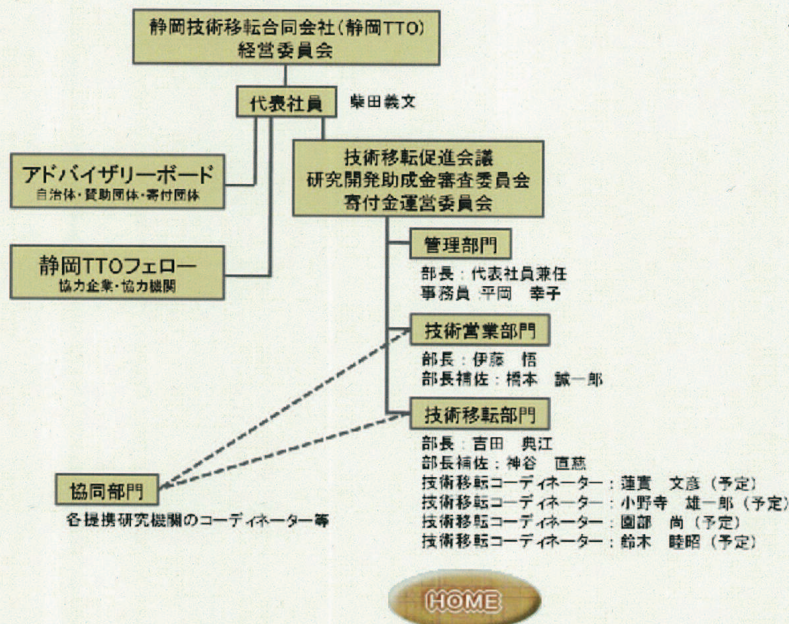 静岡技術移転合同会社（静岡TTO）
経営委員会
代表社員
柴田義文
アドバイザリーボード
自治体・賛助団体・寄付団体
技術移転促進会議
研究開発助成金審査委員会
寄付金運営委員会
静岡TTOフェロー
協力企業・協力機関
管理部門
部長：代表社員兼任
事務員：平岡　幸子
技術営業部門
部長：伊藤　悟
部長補佐：橋本　誠一郎
技術移転部門
部長：吉田　典江
部長補佐：神谷　直慈
技術移転コーディネーター：蓮實　文彦（予定）
技術移転コーディネーター：小野寺　雄一郎（予定）
技術移転コーディネーター：園部　尚（予定）
技術移転コーディネーター：鈴木　睦昭（予定）
協同部門
各提携研究機関のコーディネーター等
HOME